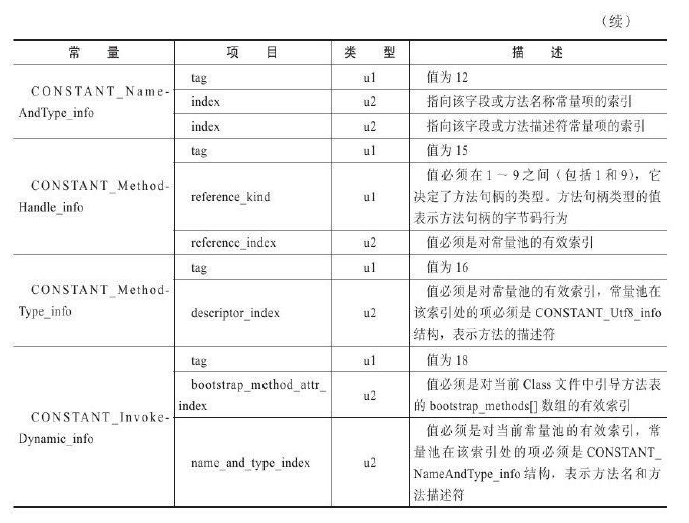 （续）
常 量 项 目 类 型 描 述
CONSTANT_Name-
AndType_info
tag u1 值为 12
index u2 指向该字段或方法名称常量项的索引
index u2 指向该字段或方法描述符常量项的索引
CONSTANT_Method-
Handle_info
tag u1 值为 15
reference_kind u1
值必须在 1 ～ 9 之间（包括 1 和 9），它
决定了方法句柄的类型。方法句柄类型的值
表示方法句柄的字节码行为
reference_index u2 值必须是对常量池的有效索引
CONSTANT_Method-
Type_info
tag u1 值为 16
descriptor_index u2
值必须是对常量池的有效索引，常量池在
该索引处的项必须是 CONSTANT_Utf8_info
结构，表示方法的描述符
CONSTANT_Invoke-
Dynamic_info
tag u1 值为 18
bootstrap_method_attr_
index
u2
值必须是对当前 Class 文件中引导方法表
的 bootstrap_methods[] 数组的有效索引
name_and_type_index u2
值必须是对当前常量池的有效索引，常
量池在该索引处的项必须是 CONSTANT_
NameAndType_info 结构，表示方法名和方
法描述符